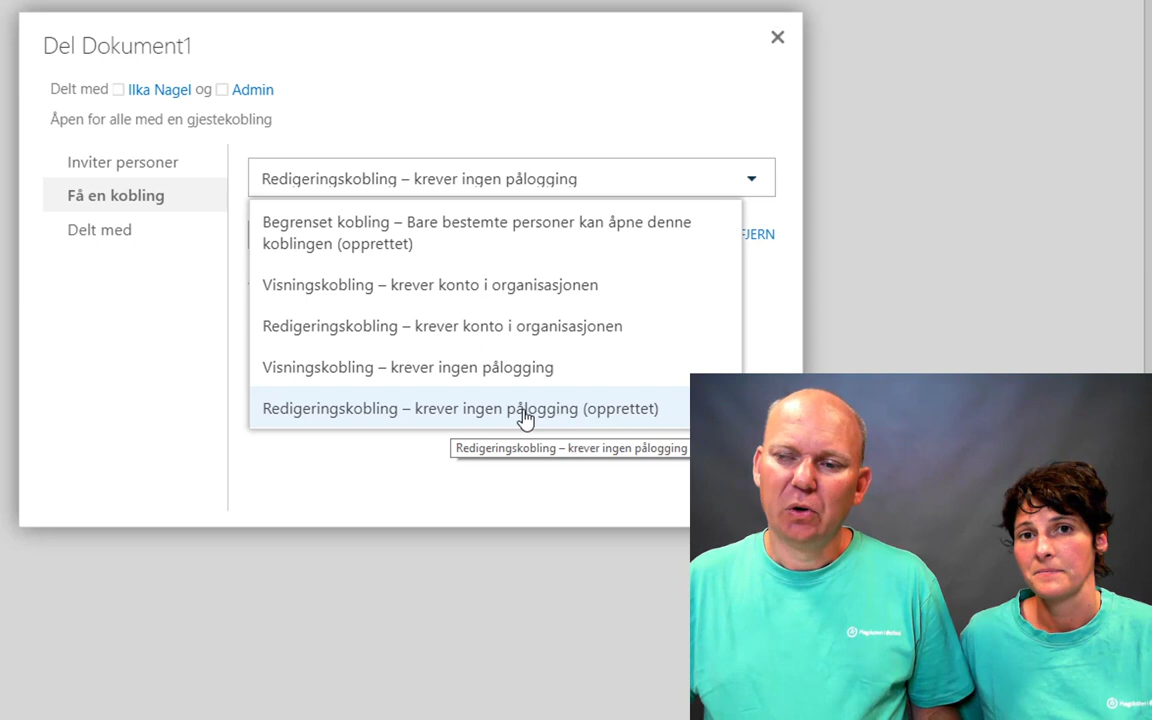 Del Dokument1
Delt med Ilka Nagel og Admin
Åpen for alle med en gjestekobling
Inviter personer
Få en kobling
Delt med
Redigeringskobling – krever ingen pålogging
Begrenset kobling – Bare bestemte personer kan åpne denne
koblingen (opprettet)
FJERN
Visningskobling – krever konto i organisasjonen
Redigeringskobling – krever konto i organisasjonen
Visningskobling – krever ingen pålogging
Redigeringskobling – krever ingen pålogging (opprettet)
Redigeringskobling – krever ingen pålogging